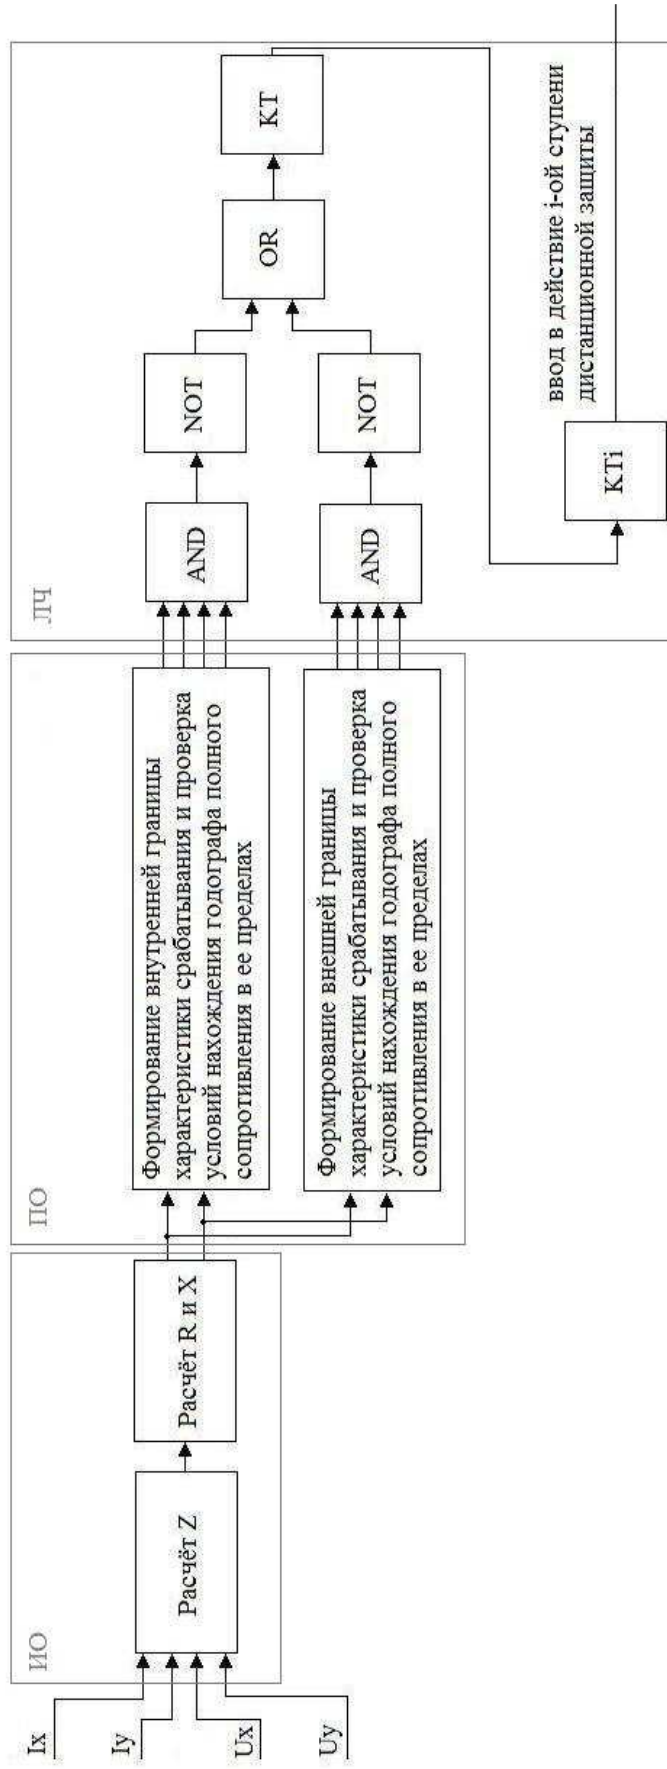 ИО
ПО
ЛЧ
Ix
Iy
Ux
Uy
Расчёт Z
Расчёт R и X
Формирование внутренней границы
характеристики срабатывания и проверка
условий нахождения годографа полного
сопротивления в ее пределах
Формирование внешней границы
характеристики срабатывания и проверка
условий нахождения годографа полного
сопротивления в ее пределах
AND
NOT
AND
NOT
OR
KT
KTi
ввод в действие i-ой ступени
дистанционной защиты